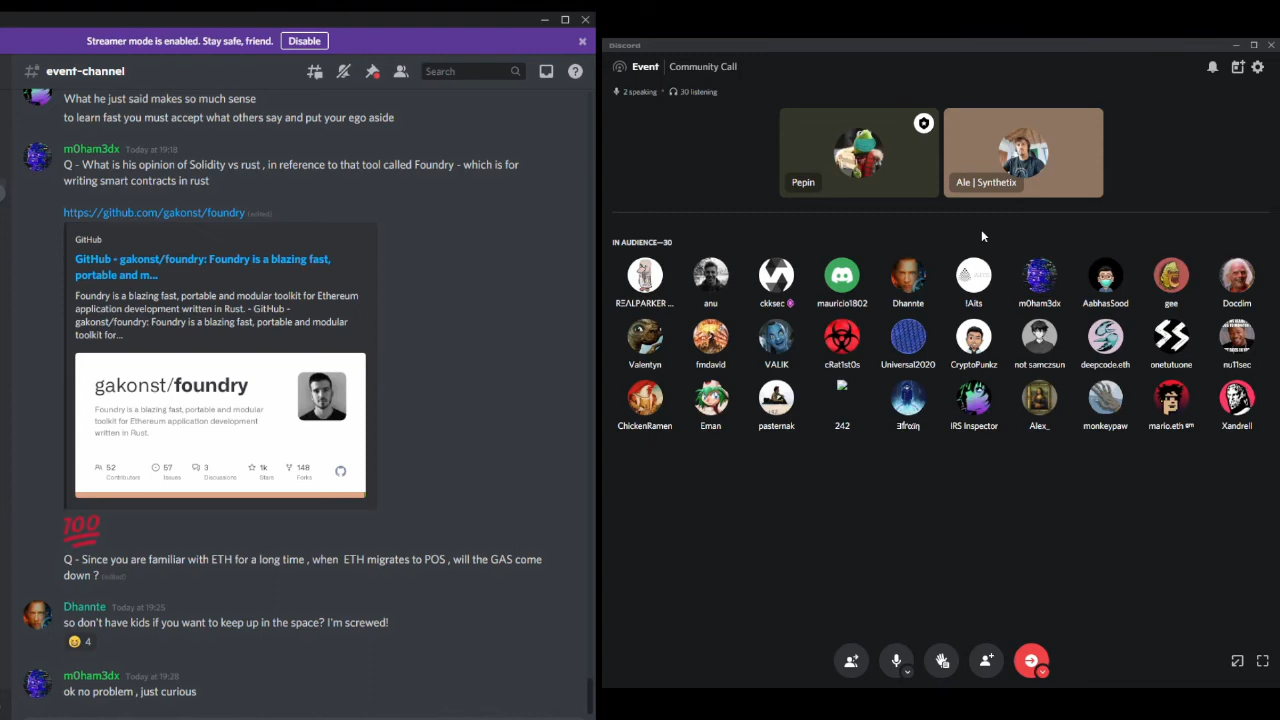 Streamer mode is enabled. Stay safe, friend.
Disable
event-channel
Search
What he just said makes so much sense
to learn fast you must accept what others say and put your ego aside
m0ham3dx Today at 19:18
Q - What is his opinion of Solidity vs rust , in reference to that tool called Foundry - which is for
writing smart contracts in rust
https://github.com/gakonst/foundry (edited)
GitHub
GitHub - gakonst/foundry: Foundry is a blazing fast,
portable and m...
Foundry is a blazing fast, portable and modular toolkit for Ethereum
application development written in Rust. - GitHub -
gakonst/foundry: Foundry is a blazing fast, portable and modular
toolkit for...
gakonst/foundry
Foundry is a blazing fast, portable and modular
toolkit for Ethereum application development
written in Rust.
52 57 3 1k 148
Contributors Issues Discussions Stars Forks
100
Q - Since you are familiar with ETH for a long time , when ETH migrates to POS , will the GAS come
down ? (edited)
Dhannte Today at 19:25
so don't have kids if you want to keep up in the space? I'm screwed!
4
m0ham3dx Today at 19:28
ok no problem , just curious
Discord
Event Community Call
2 speaking • 30 listening
Pepin
Ale | Synthetix
IN AUDIENCE—30
RΞALPARKER ... anu ckksec mauricio1802 Dhannte !Aits m0ham3dx AabhasSood gee Docdim
Valentyn fmdavid VALIK cRat1st0s Universal2020 CryptoPunkz not samczsun deepcode.eth onetutuone nu11sec
ChickenRamen Eman pasternak 242 IRS Inspector Alex_ monkeypaw mario.eth Xandrell